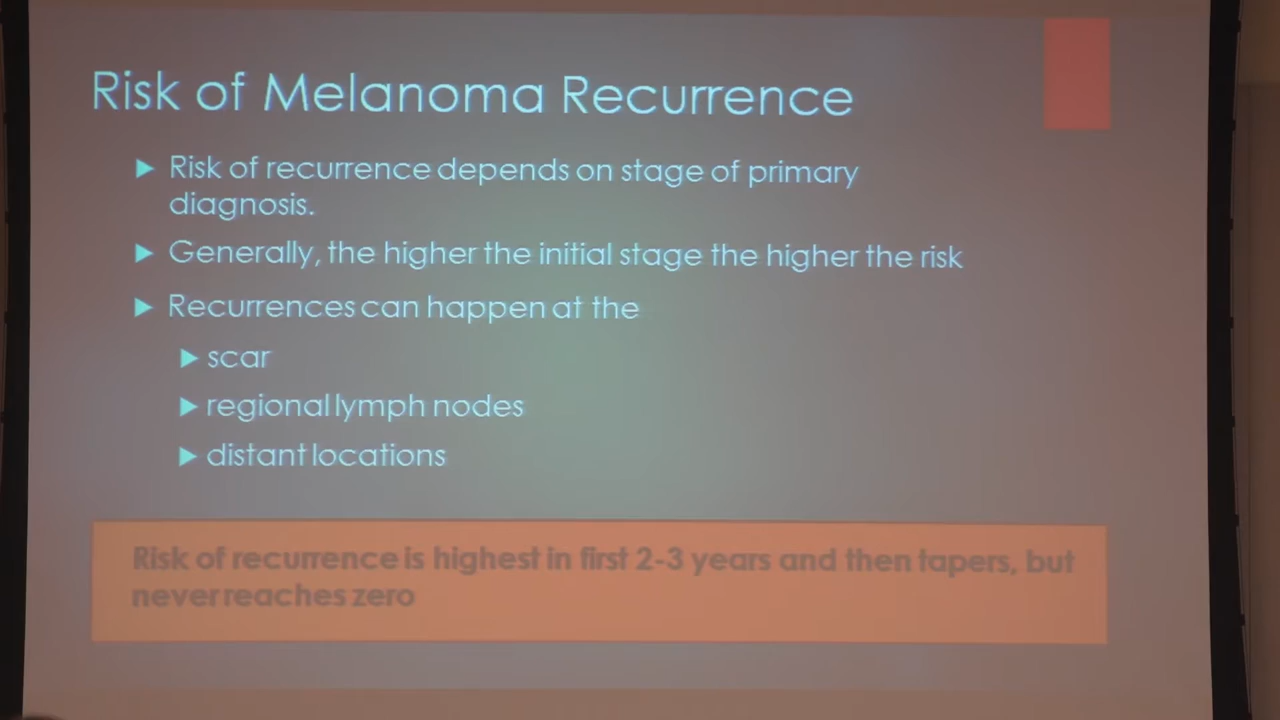 Risk of Melanoma Recurrence
Risk of recurrence depends on stage of primary
diagnosis.
Generally, the higher the initial stage the higher the risk
Recurrences can happen at the
scar
regional lymph nodes
distant locations
Risk of recurrence is highest in first 2-3 years and then tapers, but
never reaches zero